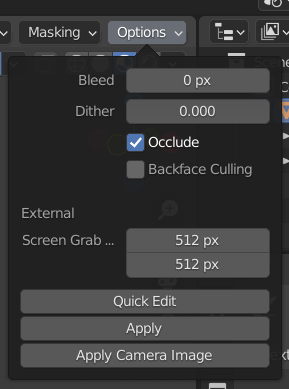 Masking Options
Bleed 0 px
Dither 0.000
Occlude
Backface Culling
External
Screen Grab ... 512 px
512 px
Quick Edit
Apply
Apply Camera Image